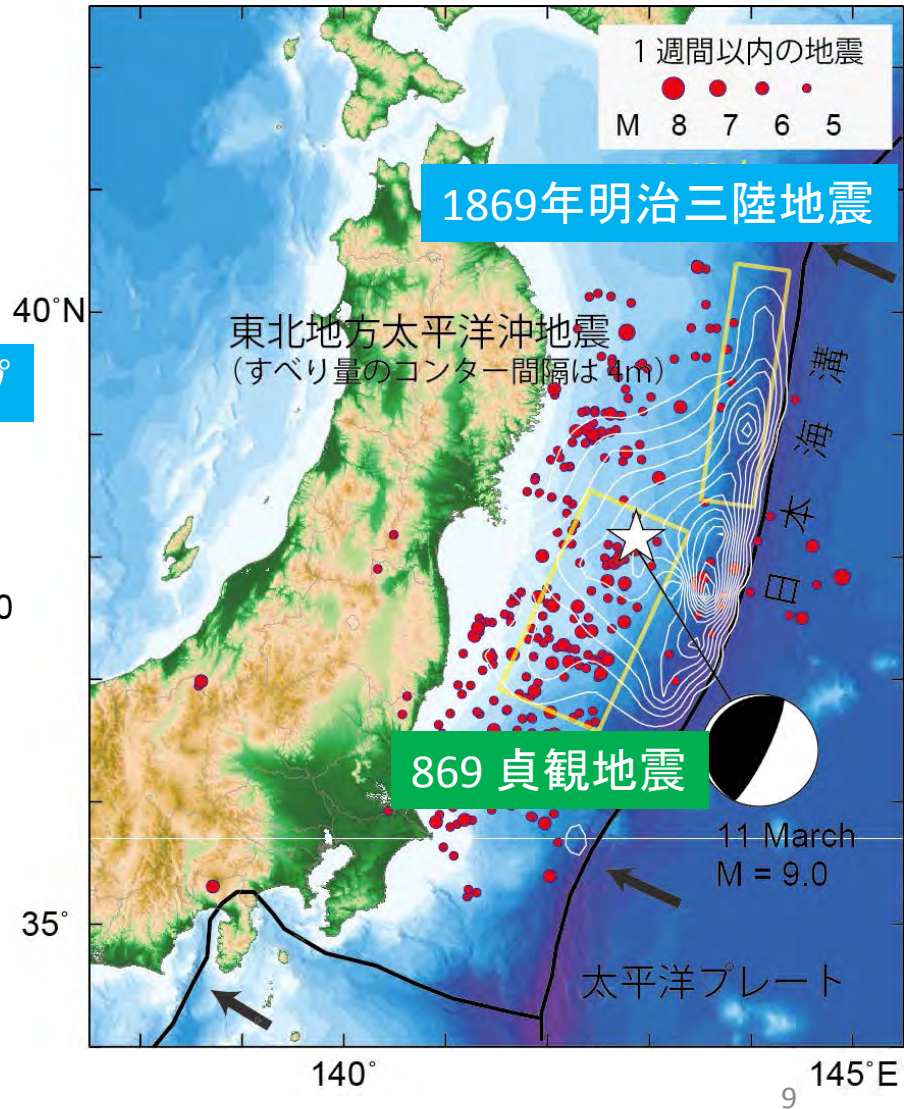 1週間以内の地震
M 8 7 6 5
1869年明治三陸地震
40°N
東北地方太平洋沖地震
（すべり量のコンター間隔は 4m）
プ
日本海溝
0
869 貞観地震
11 March
M = 9.0
35°
太平洋プレート
140°
145°E
9